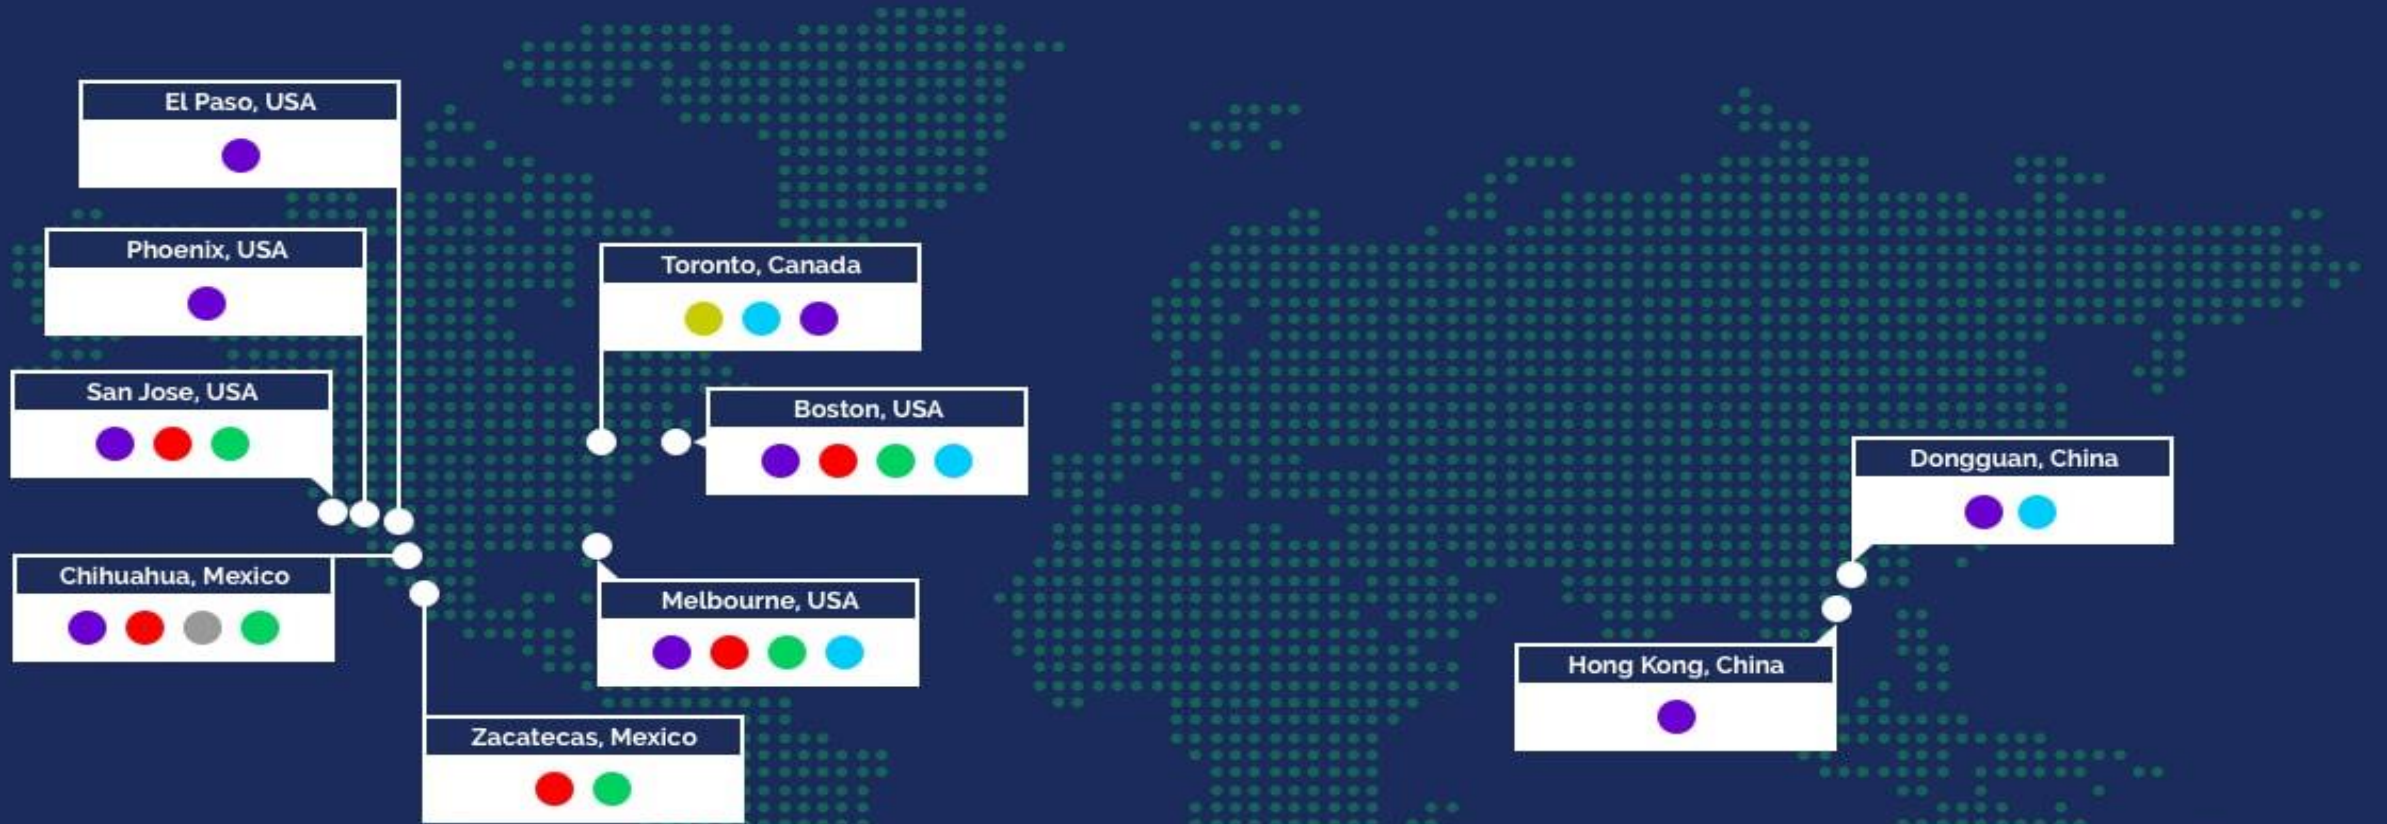 El Paso, USA
Phoenix, USA
Toronto, Canada
San Jose, USA
Boston, USA
Dongguan, China
Chihuahua, Mexico
Melbourne, USA
Hong Kong, China
Zacatecas, Mexico